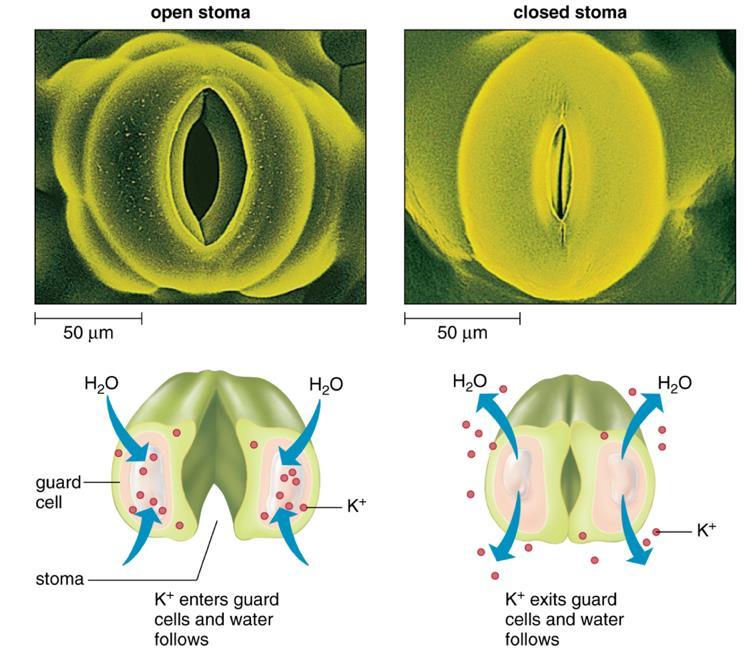 open stoma
closed stoma
50 µm
50 µm
H₂O
H₂O
guard
cell
K⁺
stoma
K⁺ enters guard
cells and water
follows
H₂O
H₂O
K⁺
K⁺ exits guard
cells and water
follows